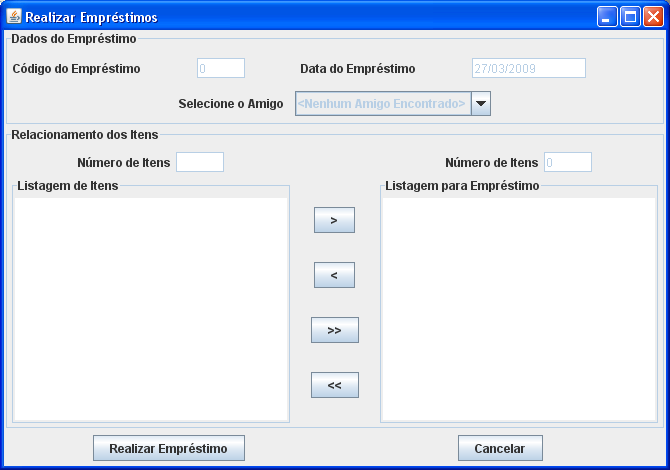 Realizar Empréstimos
Dados do Empréstimo
Código do Empréstimo 0 Data do Empréstimo 27/03/2009
Selecione o Amigo <Nenhum Amigo Encontrado>
Relacionamento dos Itens
Número de Itens Número de Itens 0
Listagem de Itens Listagem para Empréstimo
>
<
>>
<<
Realizar Empréstimo Cancelar